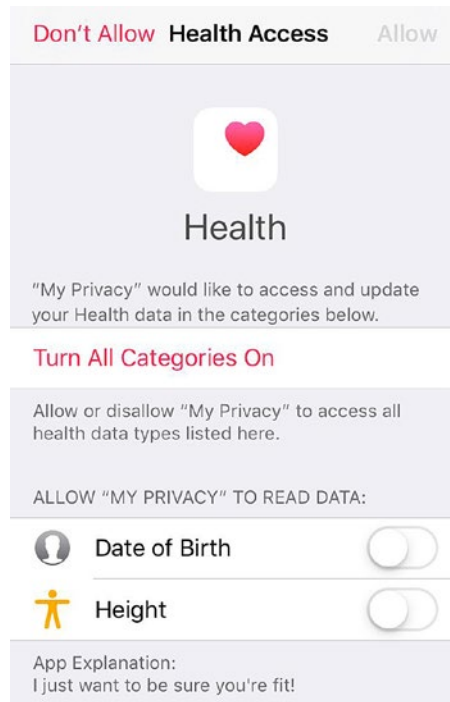 Don't Allow Health Access Allow
Health
"My Privacy" would like to access and update
your Health data in the categories below.
Turn All Categories On
Allow or disallow "My Privacy" to access all
health data types listed here.
ALLOW "MY PRIVACY" TO READ DATA:
Date of Birth
Height
App Explanation:
I just want to be sure you're fit!